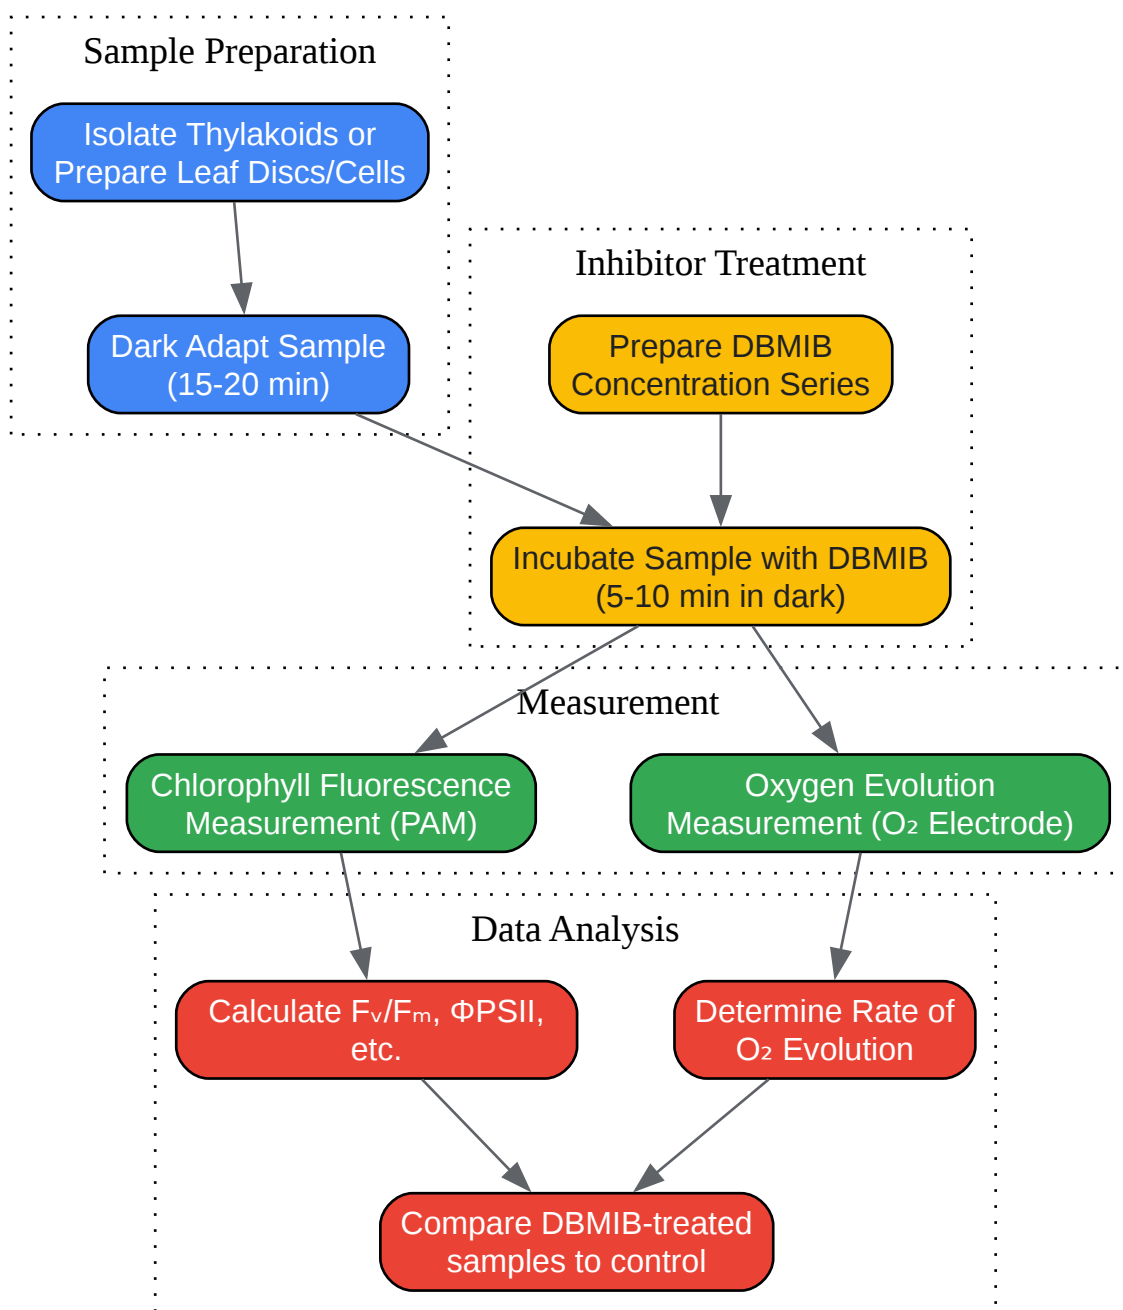 Sample Preparation
Isolate Thylakoids or
Prepare Leaf Discs/Cells
Dark Adapt Sample
(15-20 min)
Inhibitor Treatment
Prepare DBMIB
Concentration Series
Incubate Sample with DBMIB
(5-10 min in dark)
Measurement
Chlorophyll Fluorescence
Measurement (PAM)
Oxygen Evolution
Measurement (O₂ Electrode)
Data Analysis
Calculate Fᵥ/Fₘ, ΦPSII,
etc.
Determine Rate of
O₂ Evolution
Compare DBMIB-treated
samples to control